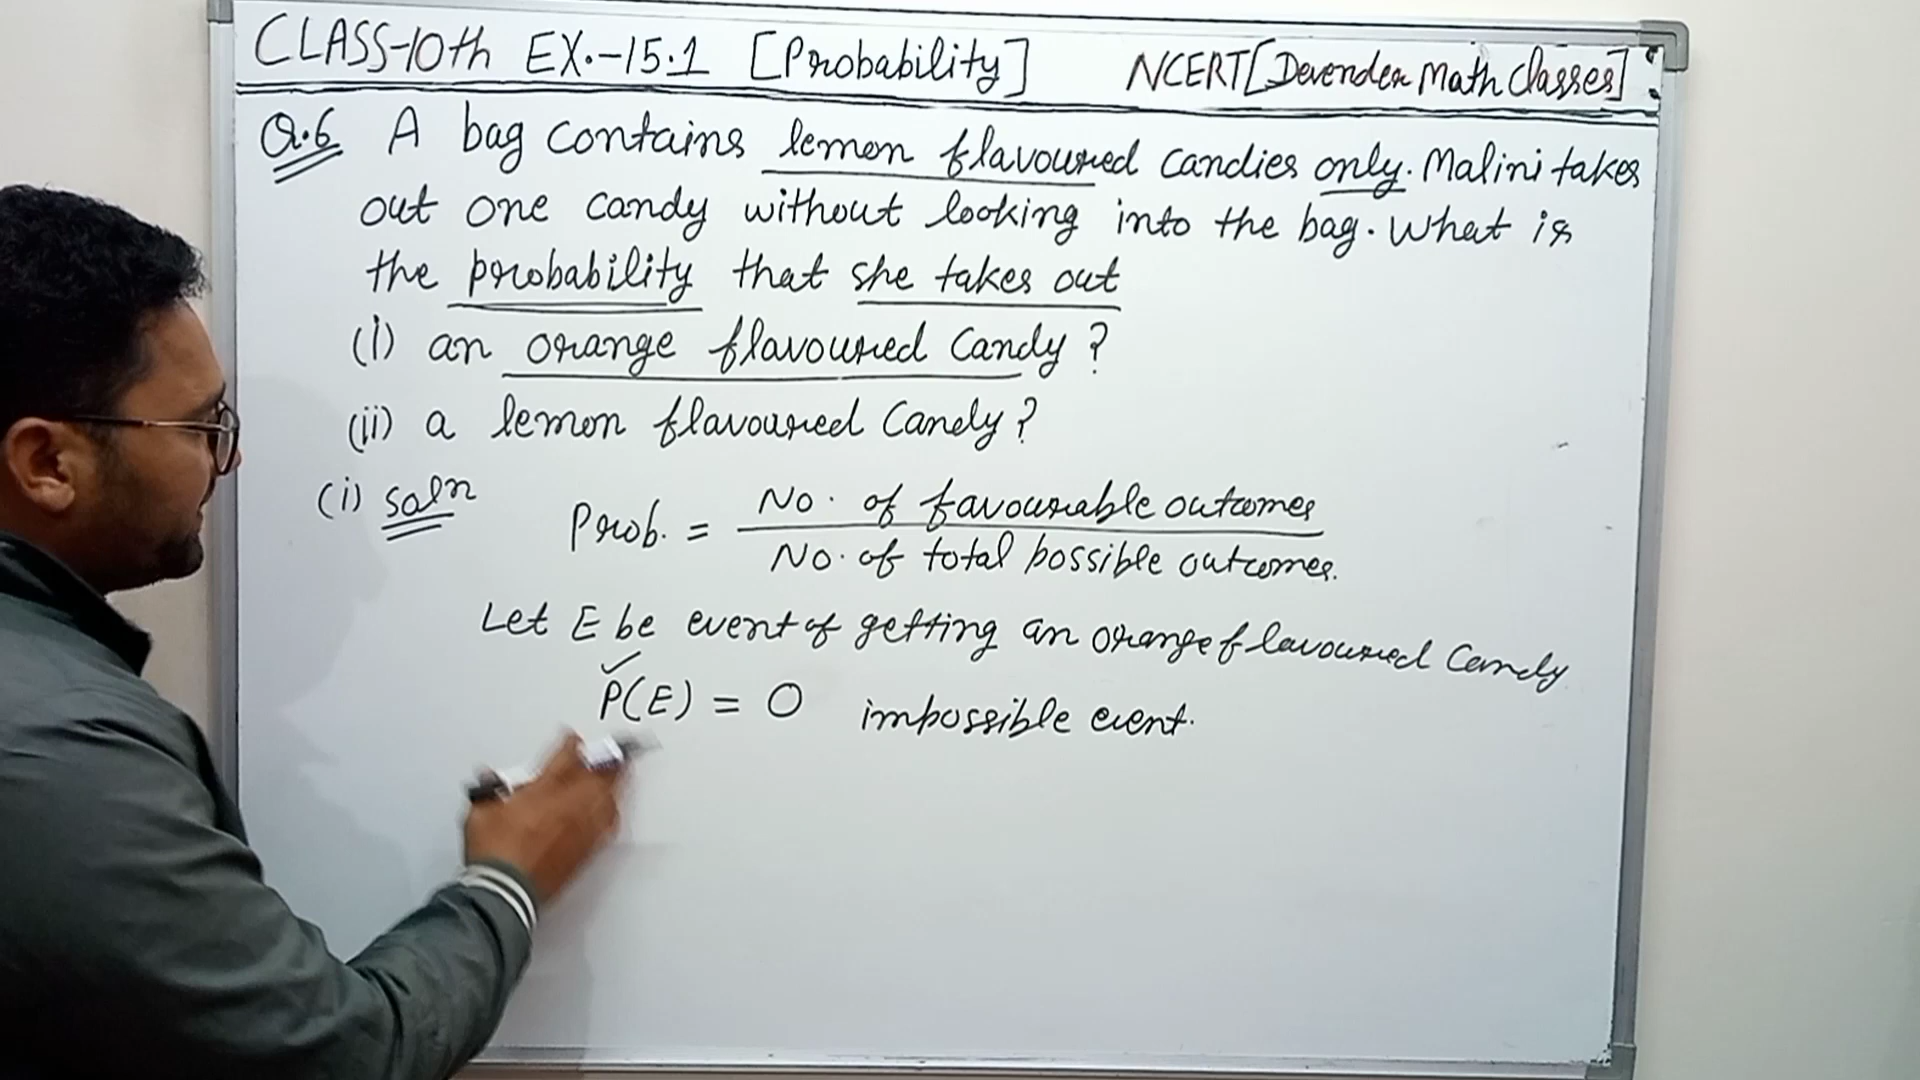 CLASS-10th EX.-15.1 [Probability] NCERT [Devender Math Classes]
Q.6 A bag contains lemon flavoured candies only. Malini takes
out one candy without looking into the bag. What is
the probability that she takes out
(i) an orange flavoured Candy?
(ii) a lemon flavoured Candy?
(i) Soln
Prob. = No. of favourable outcomes
No. of total possible outcomes.
Let E be event of getting an orange flavoured Candy
P(E) = 0 impossible event.